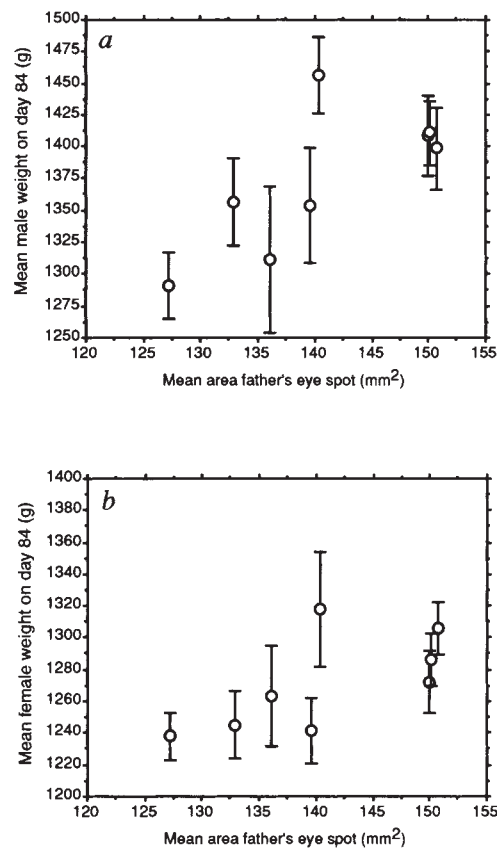 a
Mean male weight on day 84 (g)
1500
1475
1450
1425
1400
1375
1350
1325
1300
1275
1250
120 125 130 135 140 145 150 155
Mean area father's eye spot (mm2)
b
Mean female weight on day 84 (g)
1400
1380
1360
1340
1320
1300
1280
1260
1240
1220
1200
120 125 130 135 140 145 150 155
Mean area father's eye spot (mm2)